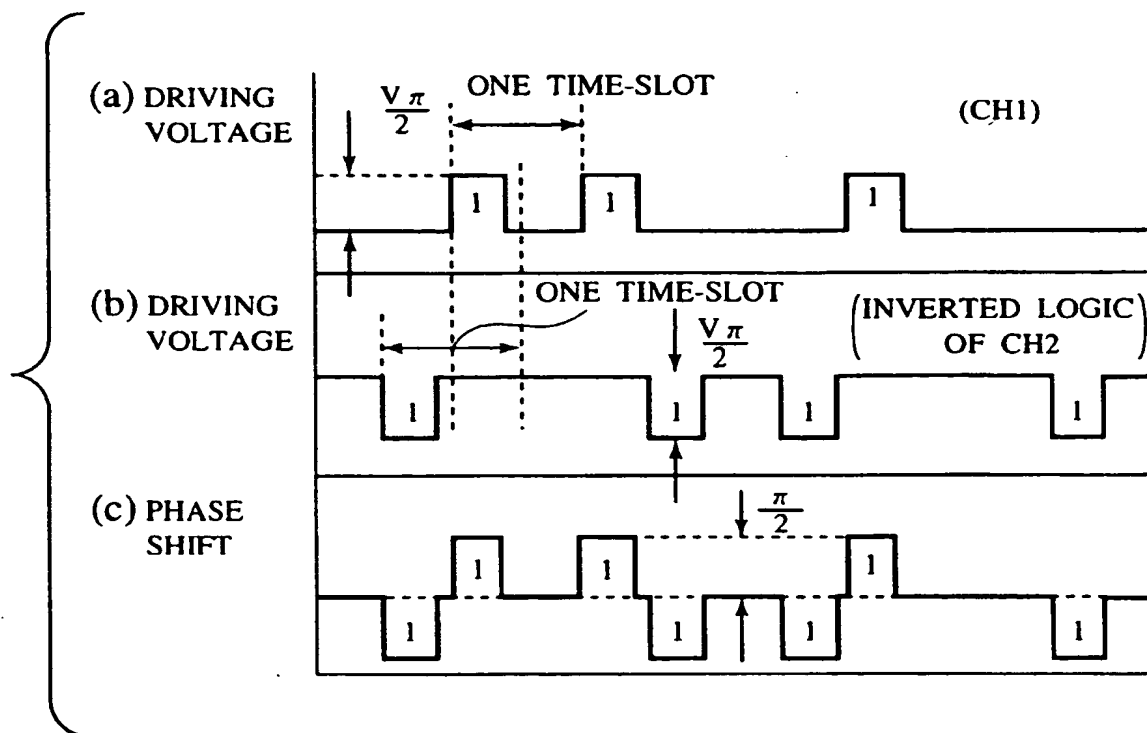 (a) DRIVING VOLTAGE
Vπ/2
ONE TIME-SLOT
(CH1)
1 1 1
(b) DRIVING VOLTAGE
ONE TIME-SLOT
Vπ/2
(INVERTED LOGIC OF CH2)
1 1 1 1
(c) PHASE SHIFT
π/2
1 1 1
1 1 1 1